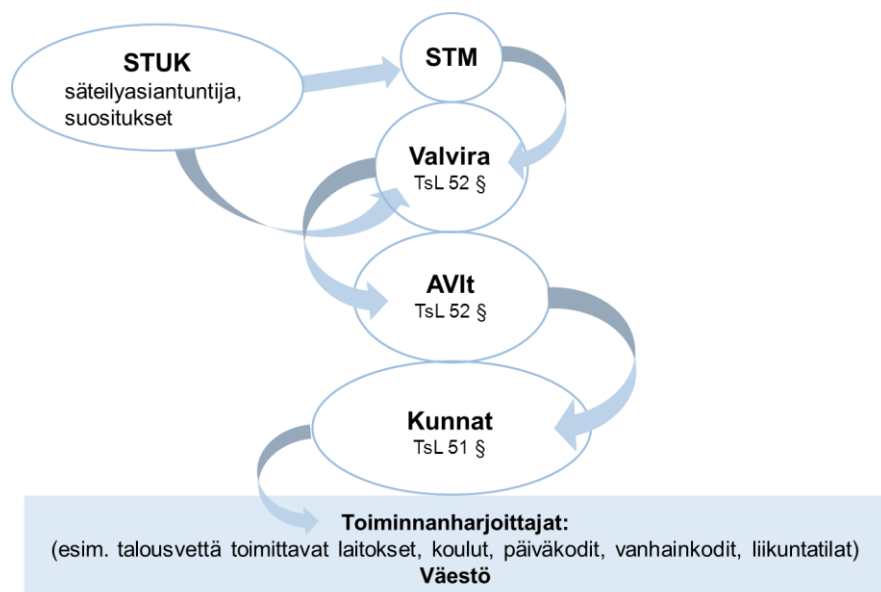 STUK
säteilyasiantuntija,
suositukset
STM
Valvira
TsL 52 §
AVIt
TsL 52 §
Kunnat
TsL 51 §
Toiminnanharjoittajat:
(esim. talousvettä toimittavat laitokset, koulut, päiväkodit, vanhainkodit, liikuntatilat)
Väestö